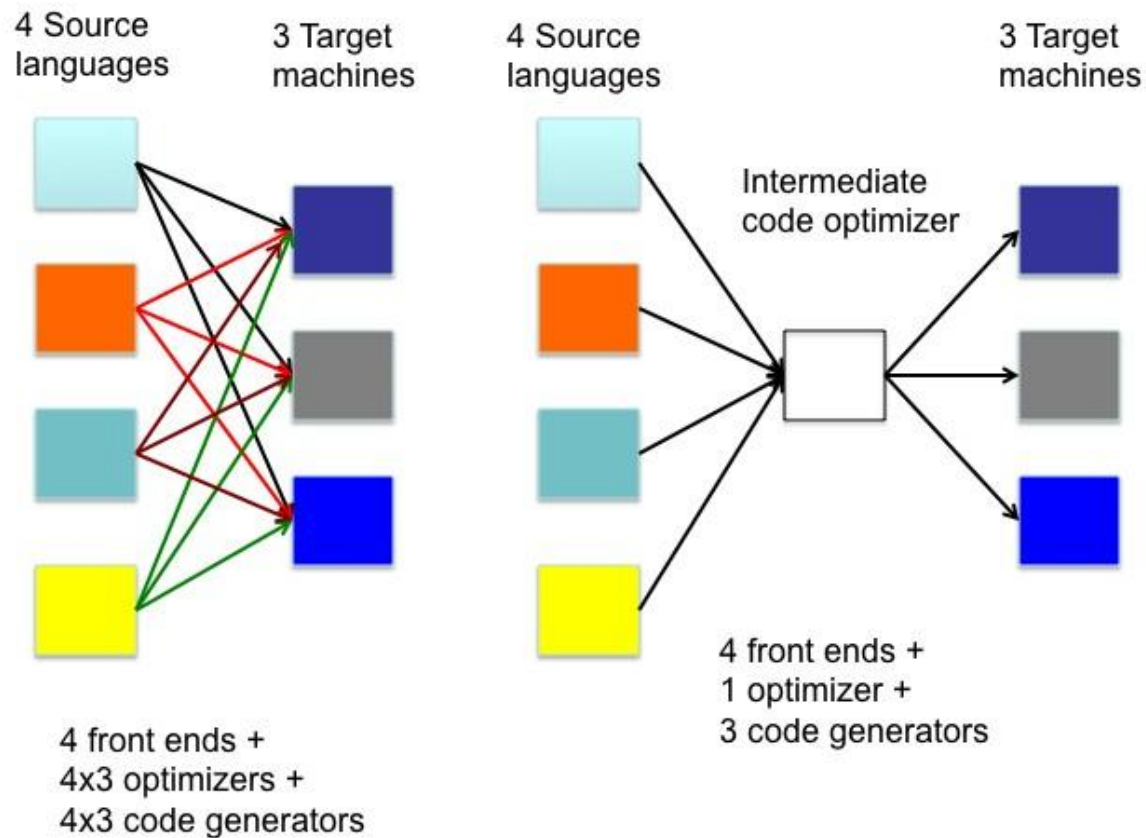 4 Source
languages
3 Target
machines
4 front ends +
4x3 optimizers +
4x3 code generators
4 Source
languages
Intermediate
code optimizer
3 Target
machines
4 front ends +
1 optimizer +
3 code generators